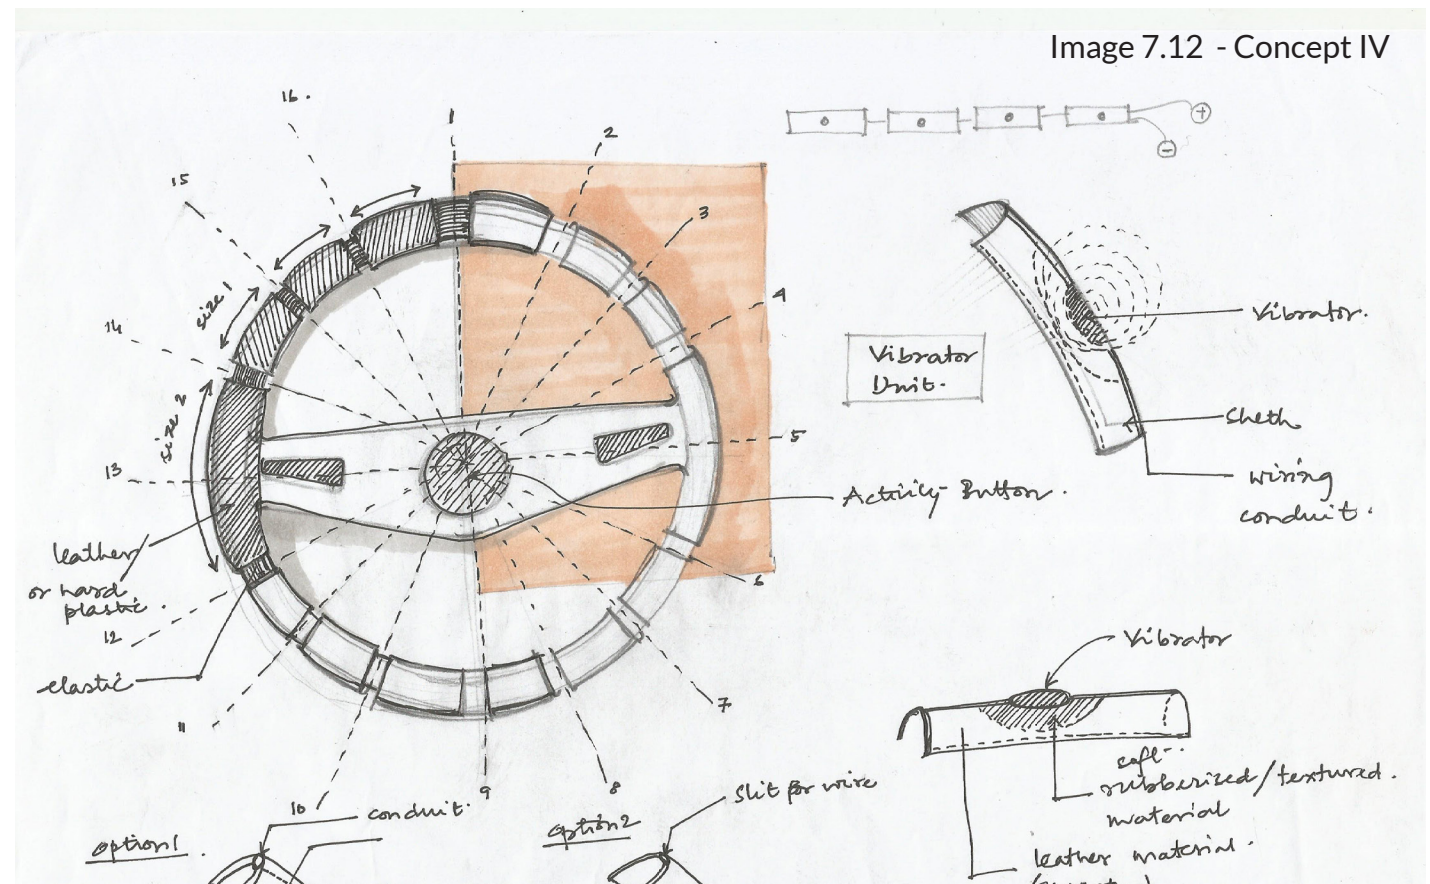 Image 7.12 - Concept IV
16.
1
2
15
3
size 1
4
14
Vibrator.
Vibrator
Unit.
size 2
Sheth
5
13
wiring
conduit.
Activity Button.
leather
or hard
plastic.
6
12
Vibrator
elastic
7
11
soft
rubberized/textured.
material
9
8
Slit for wire
10
conduit.
option 1.
option 2
leather material.
+
-